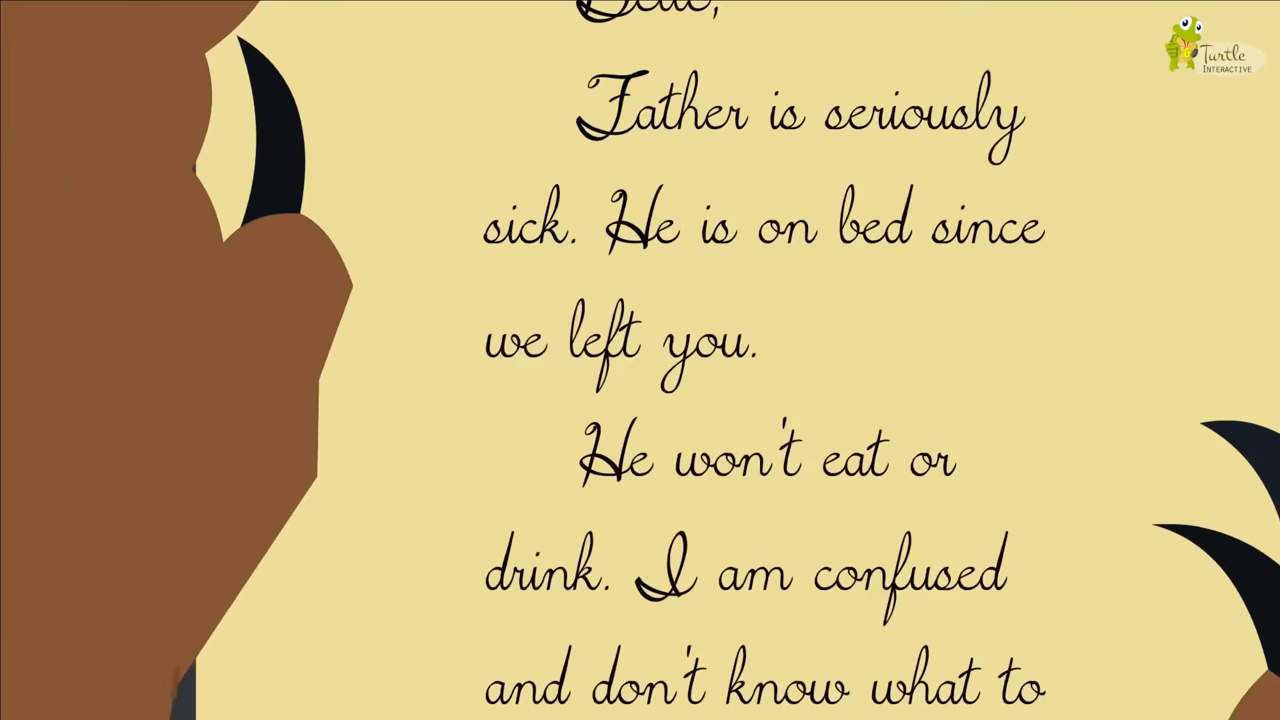 Father is seriously
sick. He is on bed since
we left you.
He won't eat or
drink. I am confused
and don't know what to
Turtle
INTERACTIVE